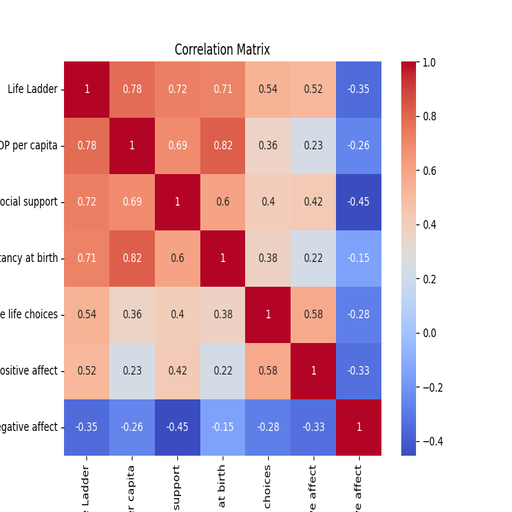 Correlation Matrix
Life Ladder 1 0.78 0.72 0.71 0.54 0.52 -0.35
DP per capita 0.78 1 0.69 0.82 0.36 0.23 -0.26
ocial support 0.72 0.69 1 0.6 0.4 0.42 -0.45
tancy at birth 0.71 0.82 0.6 1 0.38 0.22 -0.15
e life choices 0.54 0.36 0.4 0.38 1 0.58 -0.28
ositive affect 0.52 0.23 0.42 0.22 0.58 1 -0.33
egative affect -0.35 -0.26 -0.45 -0.15 -0.28 -0.33 1
e Ladder
r capita
support
at birth
choices
ve affect
ve affect
1.0
0.8
0.6
0.4
0.2
0.0
−0.2
−0.4